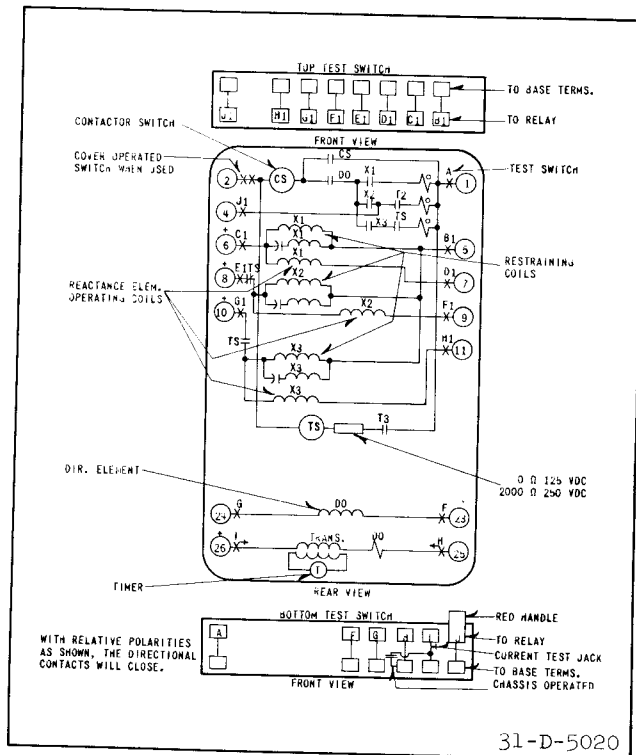 TOP TEST SWITCH
TO BASE TERMS.
J1 H1 G1 F1 E1 D1 C1 B1
TO RELAY
FRONT VIEW
CONTACTOR SWITCH
CS
TEST SWITCH
COVER OPERATED
SWITCH WHEN USED
2 CS DO X1 A 1
J1 X2 T2
4 X3 TS
+ C1 X1 B1
6 X1 5
RESTRAINING
COILS
+ E1 TS X1 D1
8 X2 7
REACTANCE ELEM.
OPERATING COILS
+ G1 X2 F1
10 9
TS H1
X3 11
X3
X3
TS T3
0 Ω 125 VDC
2000 Ω 250 VDC
DIR. ELEMENT
G DO F
24 23
+ I TRANS. DO H
26 25
T
TIMER
REAR VIEW
BOTTOM TEST SWITCH
RED HANDLE
A F G H I
TO RELAY
CURRENT TEST JACK
TO BASE TERMS.
CHASSIS OPERATED
FRONT VIEW
WITH RELATIVE POLARITIES
AS SHOWN, THE DIRECTIONAL
CONTACTS WILL CLOSE.
31-D-5020